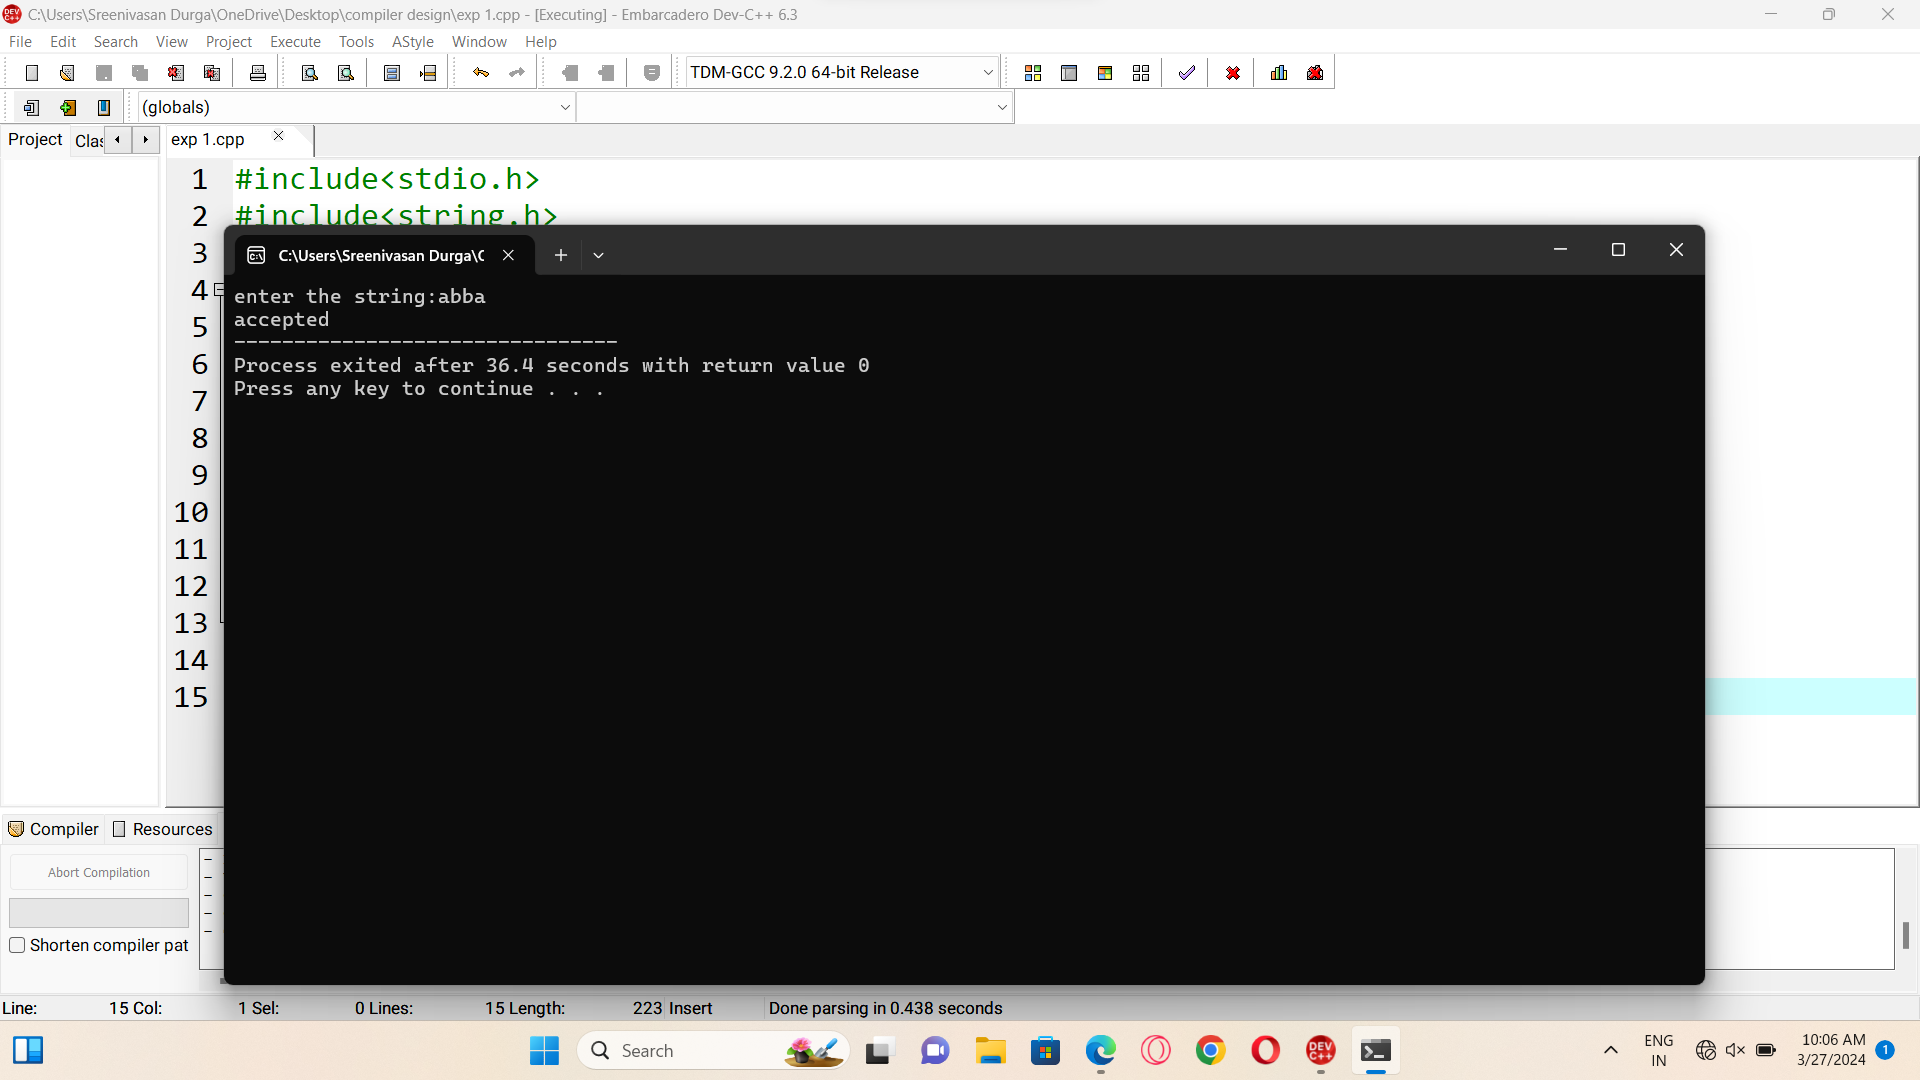 C:\Users\Sreenivasan Durga\OneDrive\Desktop\compiler design\exp 1.cpp - [Executing] - Embarcadero Dev-C++ 6.3
File Edit Search View Project Execute Tools AStyle Window Help
TDM-GCC 9.2.0 64-bit Release
(globals)
Project Clas exp 1.cpp
1 #include<stdio.h>
2 #include<string.h>
3
4
5
6
7
8
9
10
11
12
13
14
15
C:\Users\Sreenivasan Durga\C
enter the string:abba
accepted
--------------------------------
Process exited after 36.4 seconds with return value 0
Press any key to continue . . .
Compiler Resources
Abort Compilation
Shorten compiler pat
Line: 15 Col: 1 Sel: 0 Lines: 15 Length: 223 Insert Done parsing in 0.438 seconds
Search
DEV C++
ENG
IN
10:06 AM
3/27/2024
1